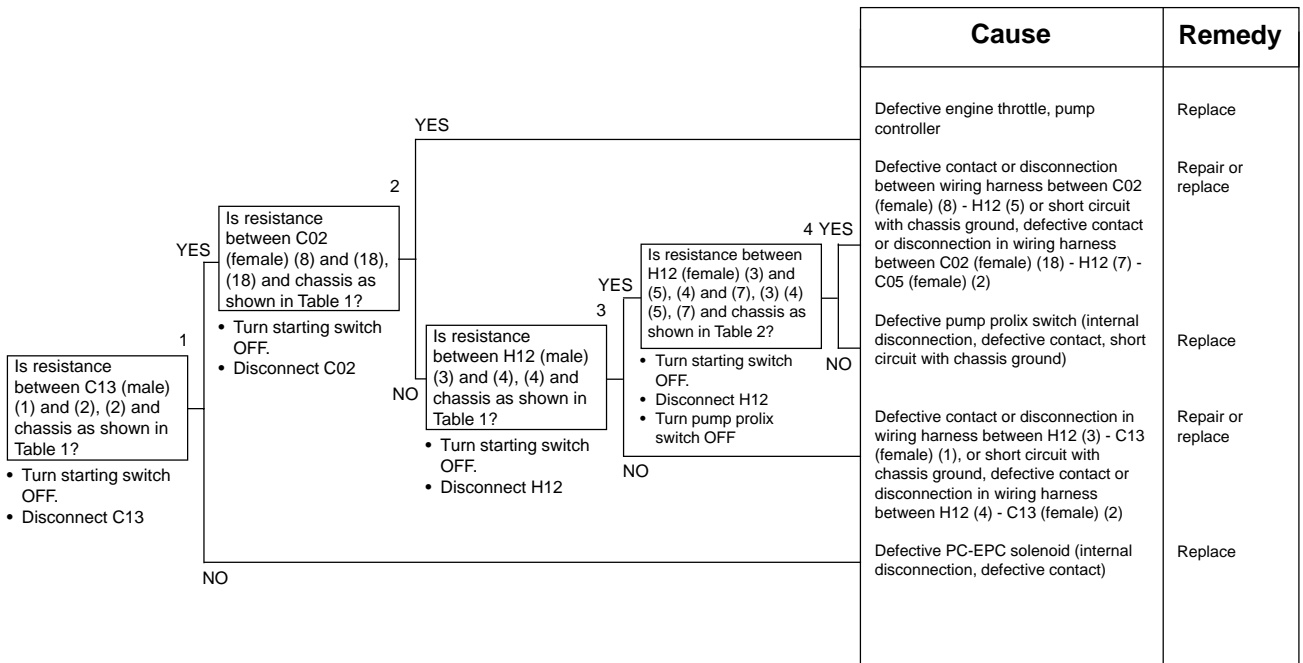 Cause
Remedy
Defective engine throttle, pump
controller
Replace
YES
Defective contact or disconnection
between wiring harness between C02
(female) (8) - H12 (5) or short circuit
with chassis ground, defective contact
or disconnection in wiring harness
between C02 (female) (18) - H12 (7) -
C05 (female) (2)
Repair or
replace
2
Is resistance
between C02
(female) (8) and (18),
(18) and chassis as
shown in Table 1?
YES
• Turn starting switch
OFF.
• Disconnect C02
4 YES
Is resistance between
H12 (female) (3) and
(5), (4) and (7), (3) (4)
(5), (7) and chassis as
shown in Table 2?
YES
3
Defective pump prolix switch (internal
disconnection, defective contact, short
circuit with chassis ground)
Replace
Is resistance
between H12 (male)
(3) and (4), (4) and
chassis as shown in
Table 1?
NO
• Turn starting switch
OFF.
• Disconnect H12
• Turn pump prolix
switch OFF
NO
1
Is resistance
between C13 (male)
(1) and (2), (2) and
chassis as shown in
Table 1?
• Turn starting switch
OFF.
• Disconnect C13
• Turn starting switch
OFF.
• Disconnect H12
NO
Defective contact or disconnection in
wiring harness between H12 (3) - C13
(female) (1), or short circuit with
chassis ground, defective contact or
disconnection in wiring harness
between H12 (4) - C13 (female) (2)
Repair or
replace
NO
Defective PC-EPC solenoid (internal
disconnection, defective contact)
Replace